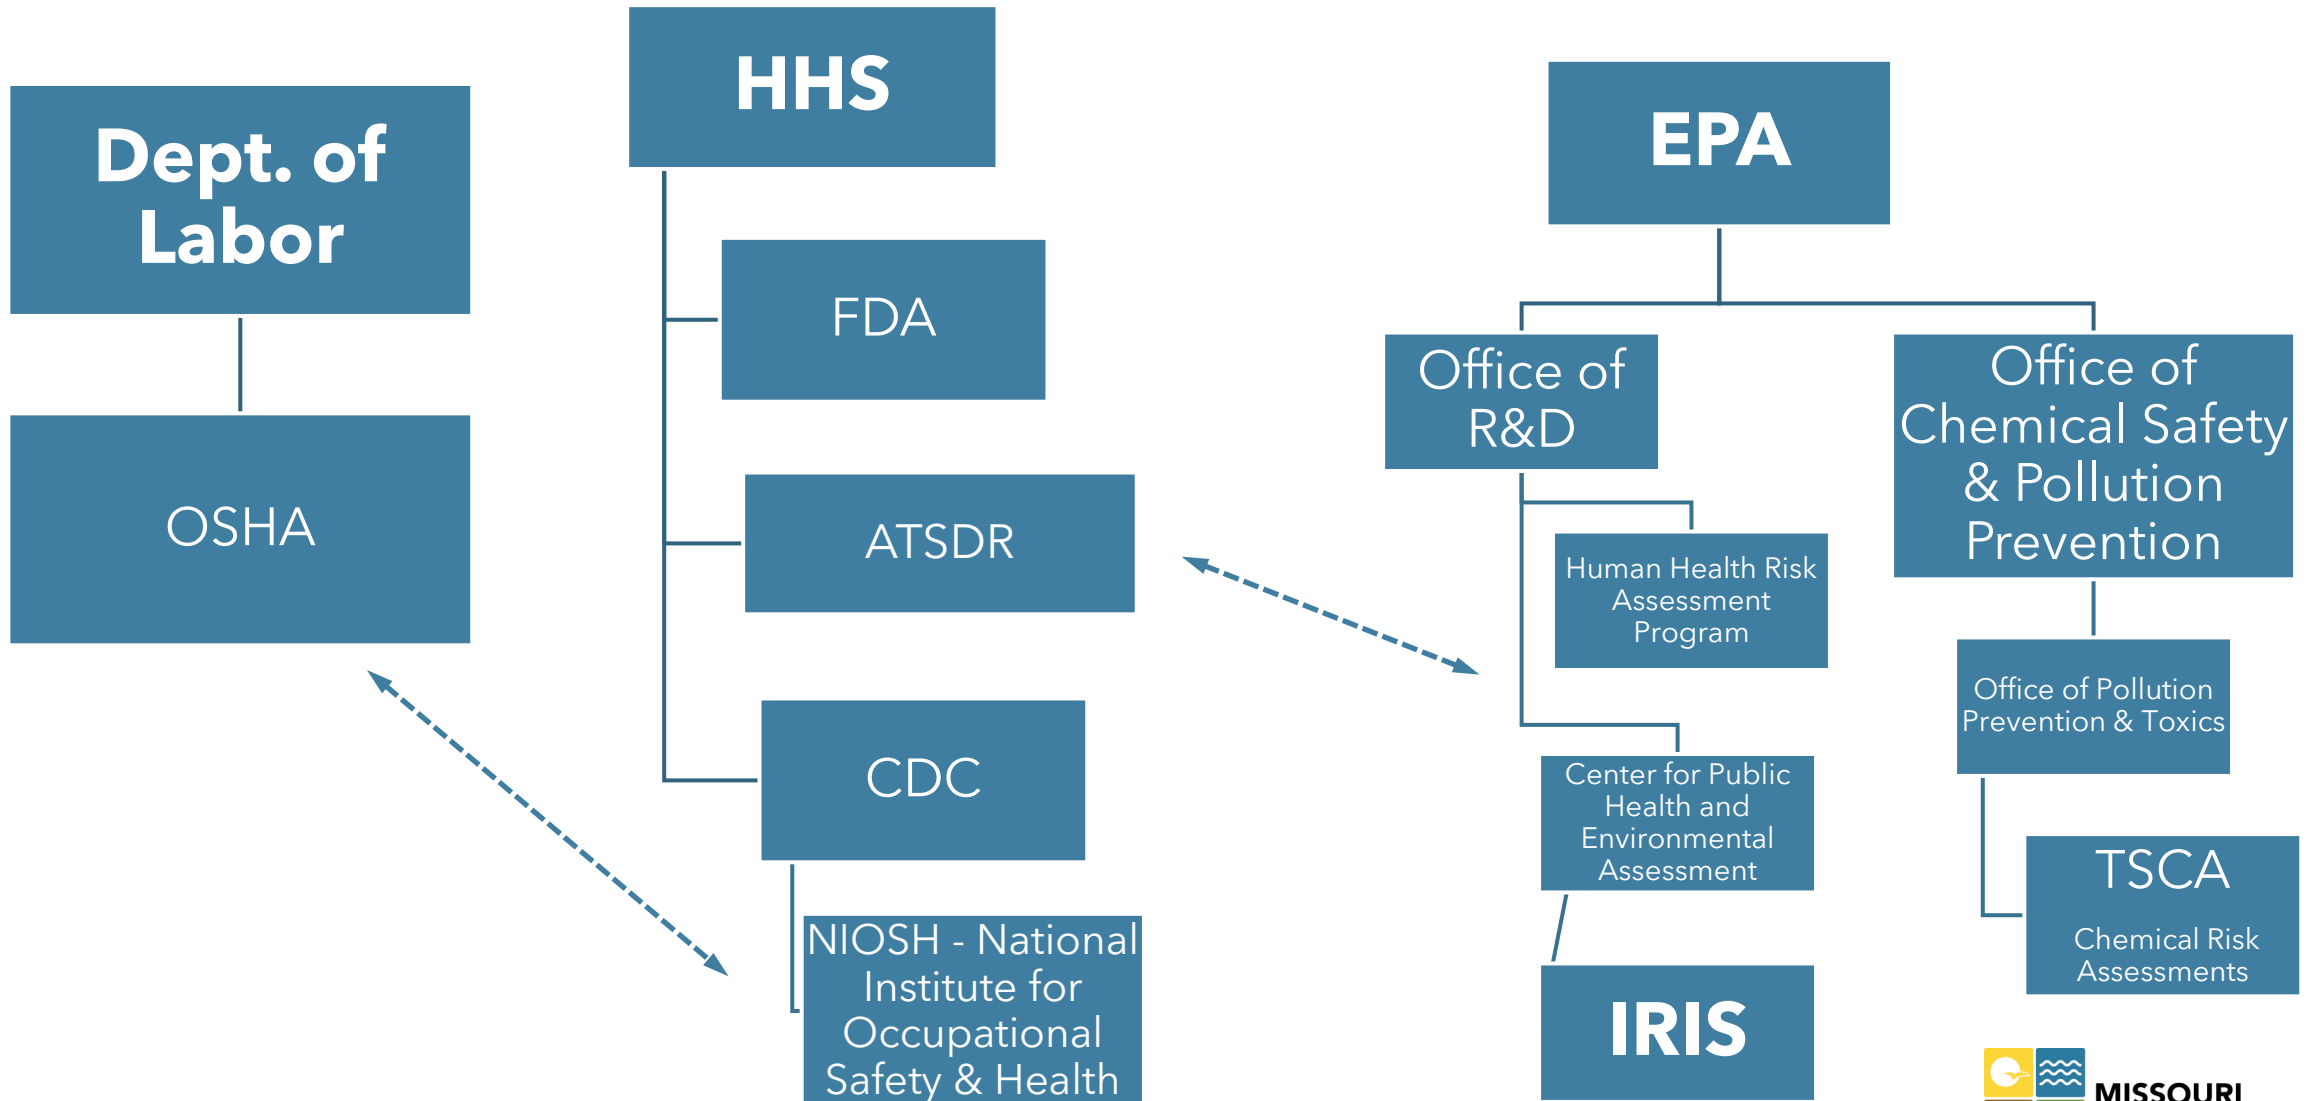 Dept. of
Labor
OSHA
HHS
FDA
ATSDR
CDC
NIOSH - National
Institute for
Occupational
Safety & Health
EPA
Office of
R&D
Human Health Risk
Assessment
Program
Center for Public
Health and
Environmental
Assessment
IRIS
Office of
Chemical Safety
& Pollution
Prevention
Office of Pollution
Prevention & Toxics
TSCA
Chemical Risk
Assessments
MISSOURI